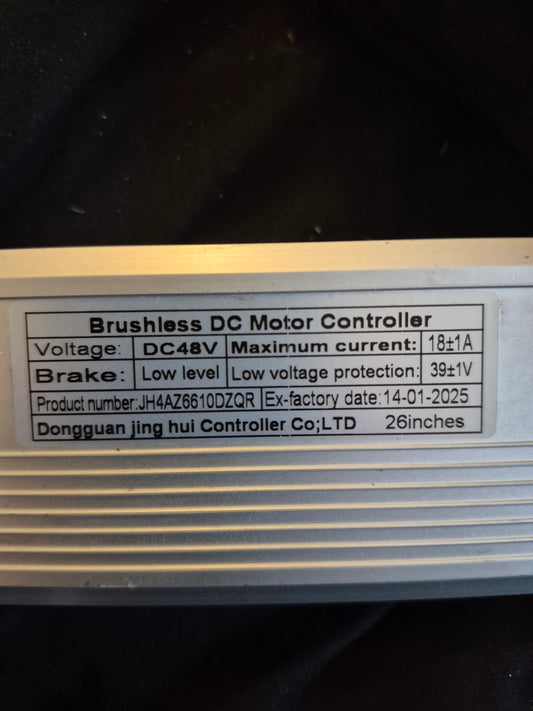 Brushless DC Motor Controller
Voltage: DC48V Maximum current: 18±1A
Brake: Low level Low voltage protection: 39±1V
Product number:JH4AZ6610DZQR Ex-factory date:14-01-2025
Dongguan jing hui Controller Co;LTD 26inches